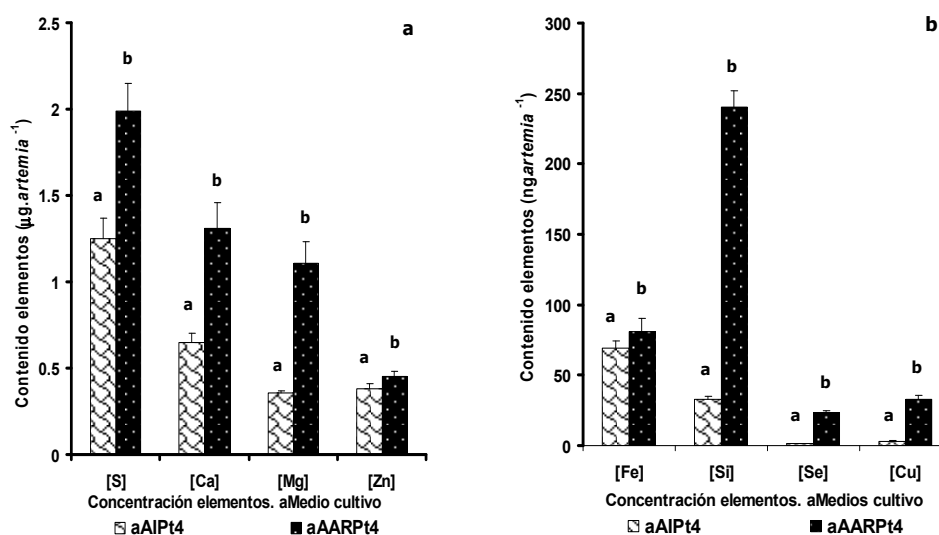 a
Contenido elementos (µg.artemia ⁻¹)
2.5
2
1.5
1
0.5
0
a b
a b
a b
a b
[S] [Ca] [Mg] [Zn]
Concentración elementos. aMedio cultivo
aAIPt4 aAARPt4
b
Contenido elementos (ng.artemia ⁻¹)
300
250
200
150
100
50
0
a b
a b
a b
a b
[Fe] [Si] [Se] [Cu]
Concentración elementos. aMedios cultivo
aAIPt4 aAARPt4